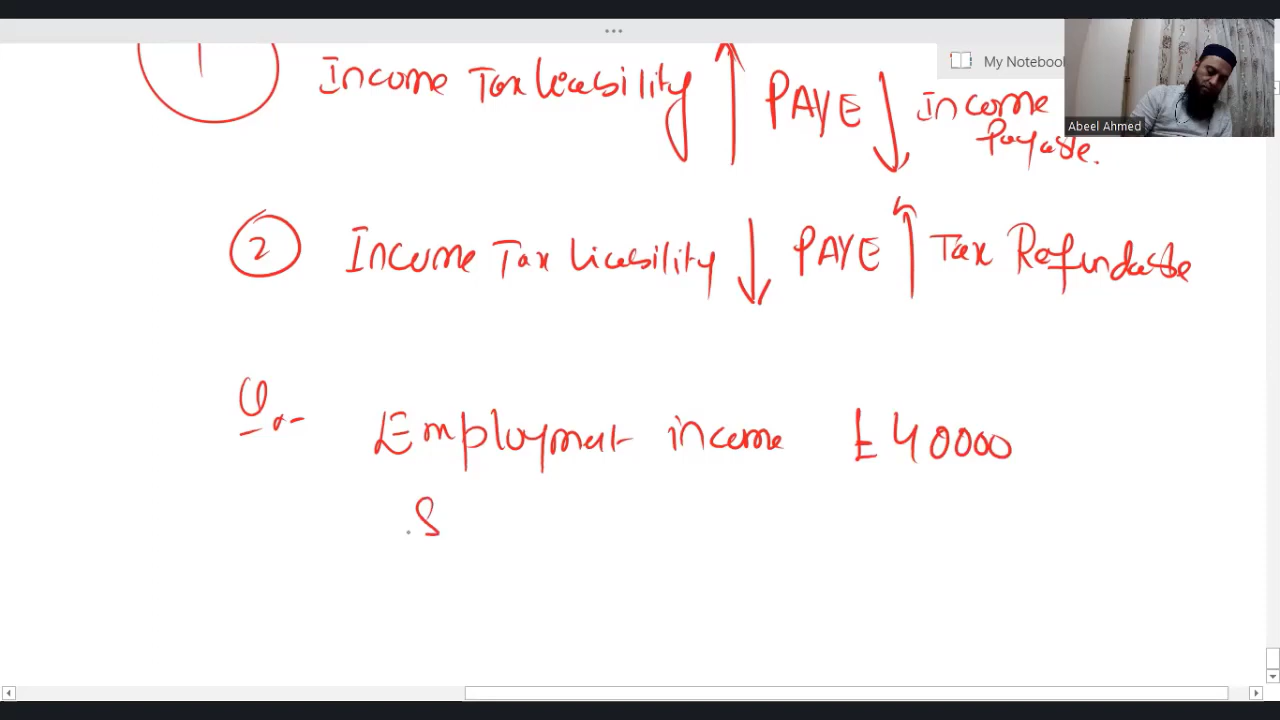 My Notebook
Abeel Ahmed
1 Income Tax Liability ↑ PAYE ↓ Income Payable.
2 Income Tax Liability ↓ PAYE ↑ Tax Refundable
Q. Employment income £40000
S